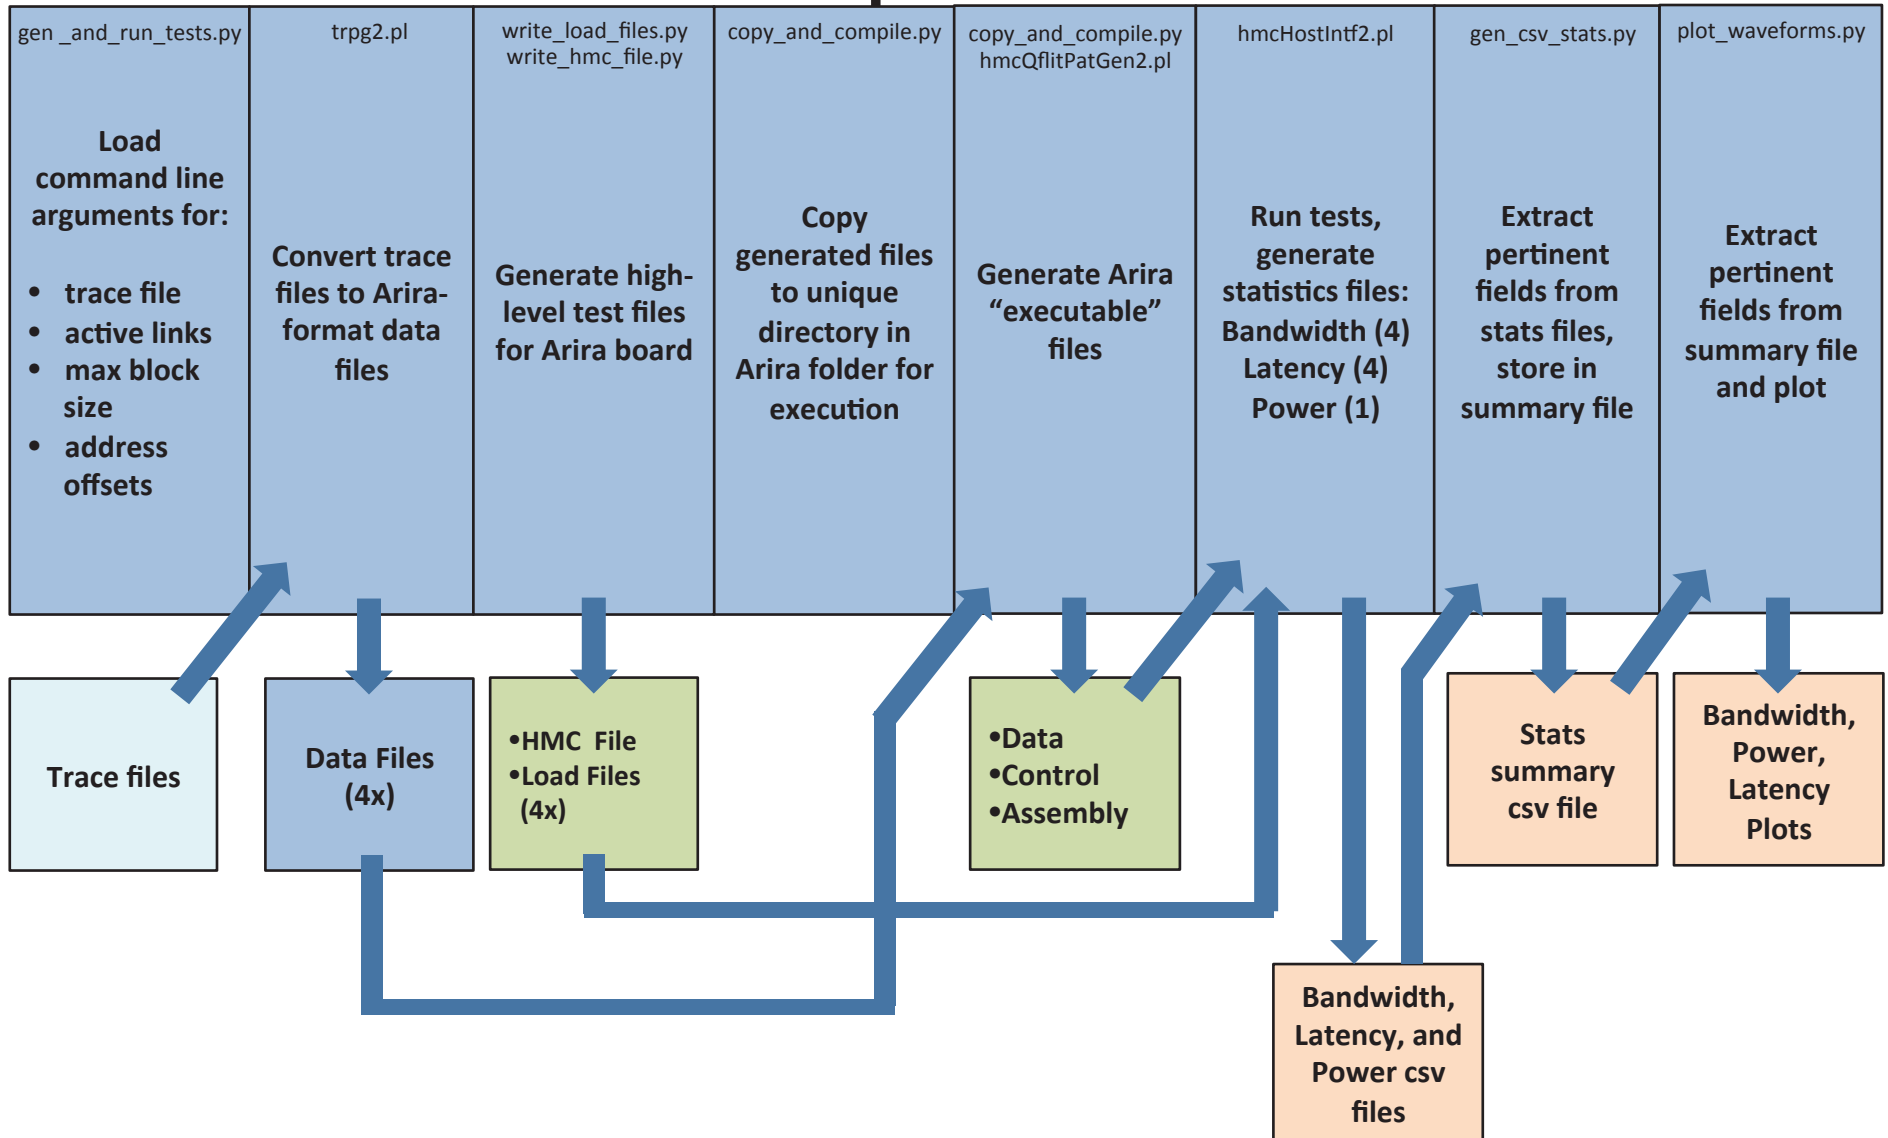 gen _and_run_tests.py
Load
command line
arguments for:
• trace file
• active links
• max block
size
• address
offsets
trpg2.pl
Convert trace
files to Arira-
format data
files
write_load_files.py
write_hmc_file.py
Generate high-
level test files
for Arira board
copy_and_compile.py
Copy
generated files
to unique
directory in
Arira folder for
execution
copy_and_compile.py
hmcQflitPatGen2.pl
Generate Arira
“executable”
files
hmcHostIntf2.pl
Run tests,
generate
statistics files:
Bandwidth (4)
Latency (4)
Power (1)
gen_csv_stats.py
Extract
pertinent
fields from
stats files,
store in
summary file
plot_waveforms.py
Extract
pertinent
fields from
summary file
and plot
Trace files
Data Files
(4x)
•HMC File
•Load Files
(4x)
•Data
•Control
•Assembly
Stats
summary
csv file
Bandwidth,
Power,
Latency
Plots
Bandwidth,
Latency, and
Power csv
files